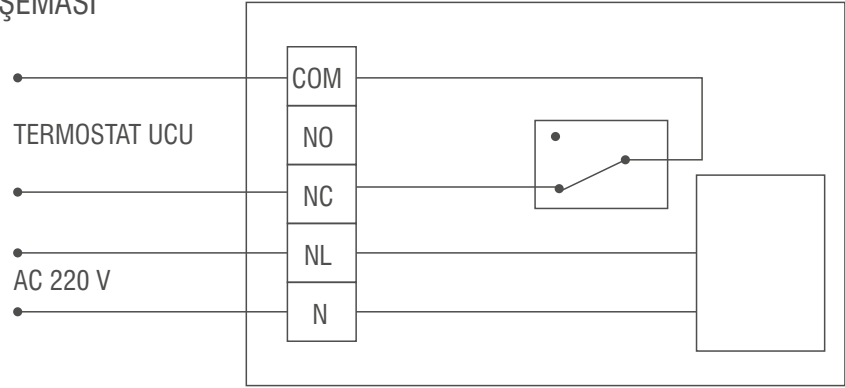 ŞEMASI
COM
TERMOSTAT UCU
NO
NC
NL
AC 220 V
N